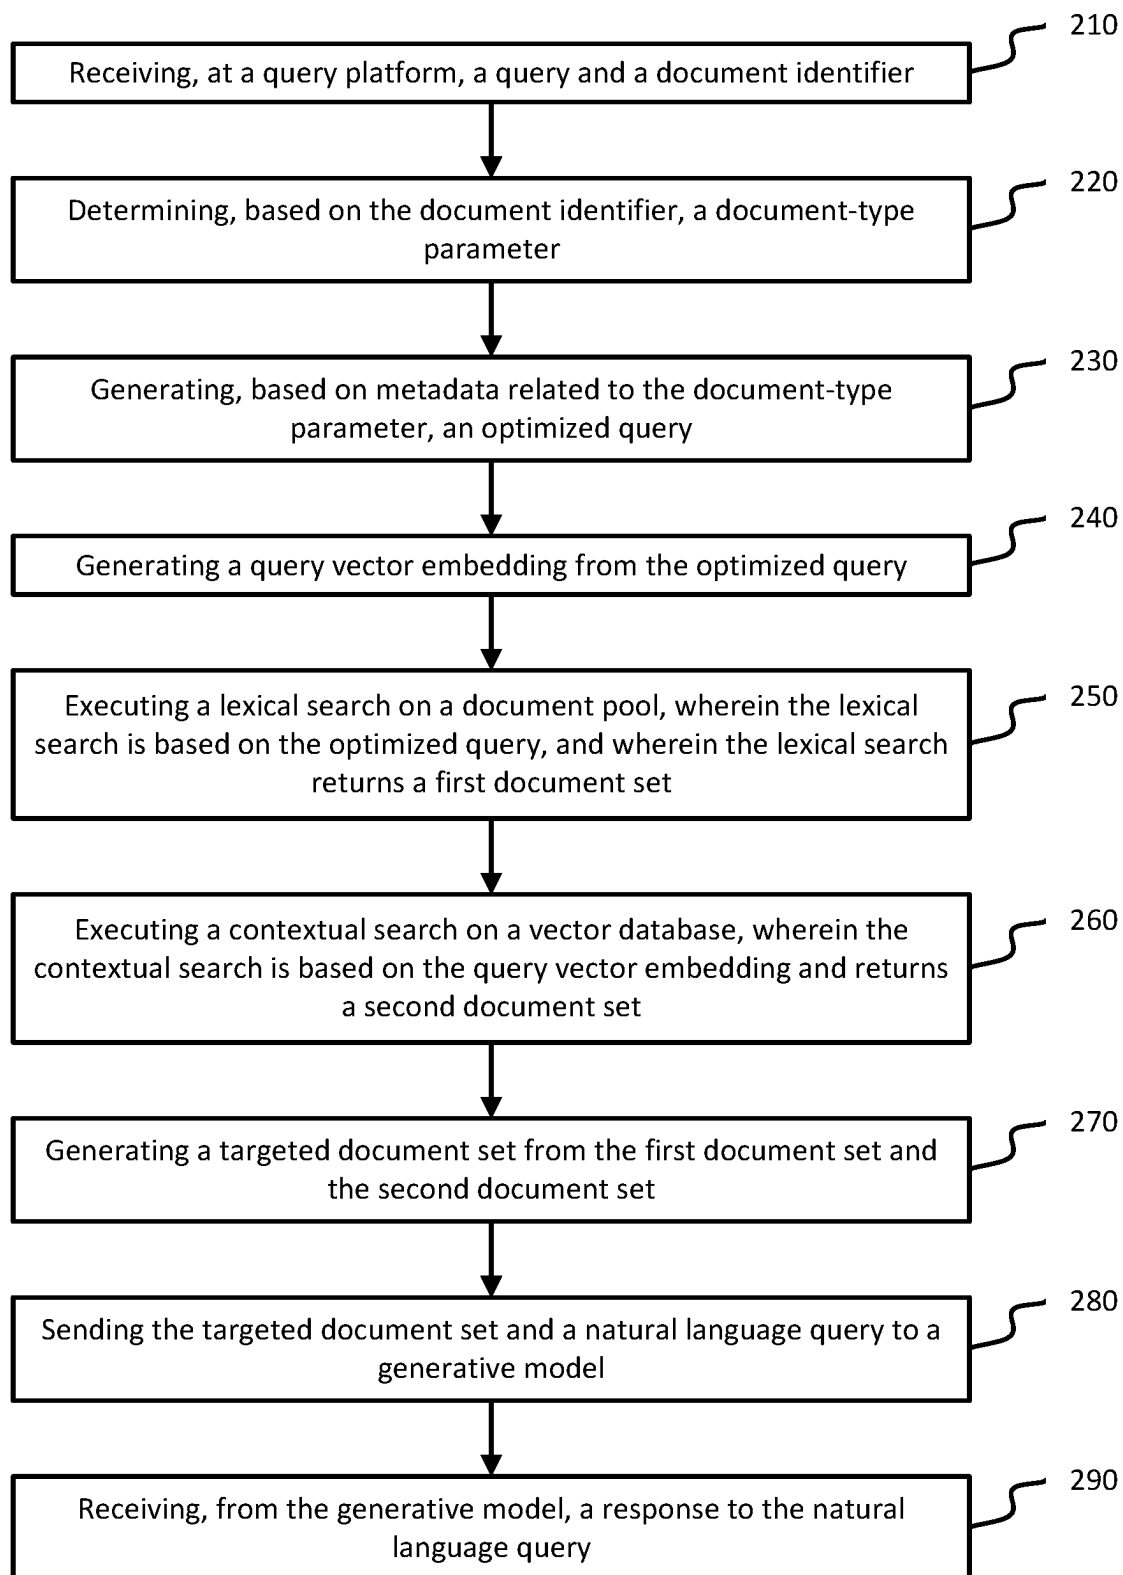 210
Receiving, at a query platform, a query and a document identifier
220
Determining, based on the document identifier, a document-type
parameter
230
Generating, based on metadata related to the document-type
parameter, an optimized query
240
Generating a query vector embedding from the optimized query
250
Executing a lexical search on a document pool, wherein the lexical
search is based on the optimized query, and wherein the lexical search
returns a first document set
260
Executing a contextual search on a vector database, wherein the
contextual search is based on the query vector embedding and returns
a second document set
270
Generating a targeted document set from the first document set and
the second document set
280
Sending the targeted document set and a natural language query to a
generative model
290
Receiving, from the generative model, a response to the natural
language query